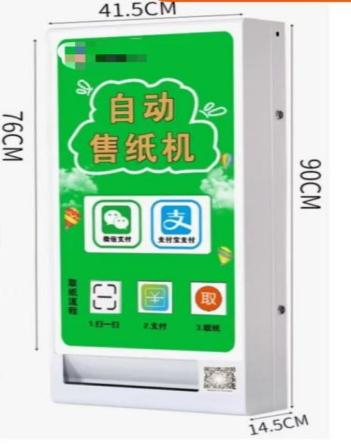 41.5CM
76CM
90CM
自动
售纸机
微信支付
支付宝支付
取纸流程
取
1.扫一扫
2.支付
3.取纸
14.5CM